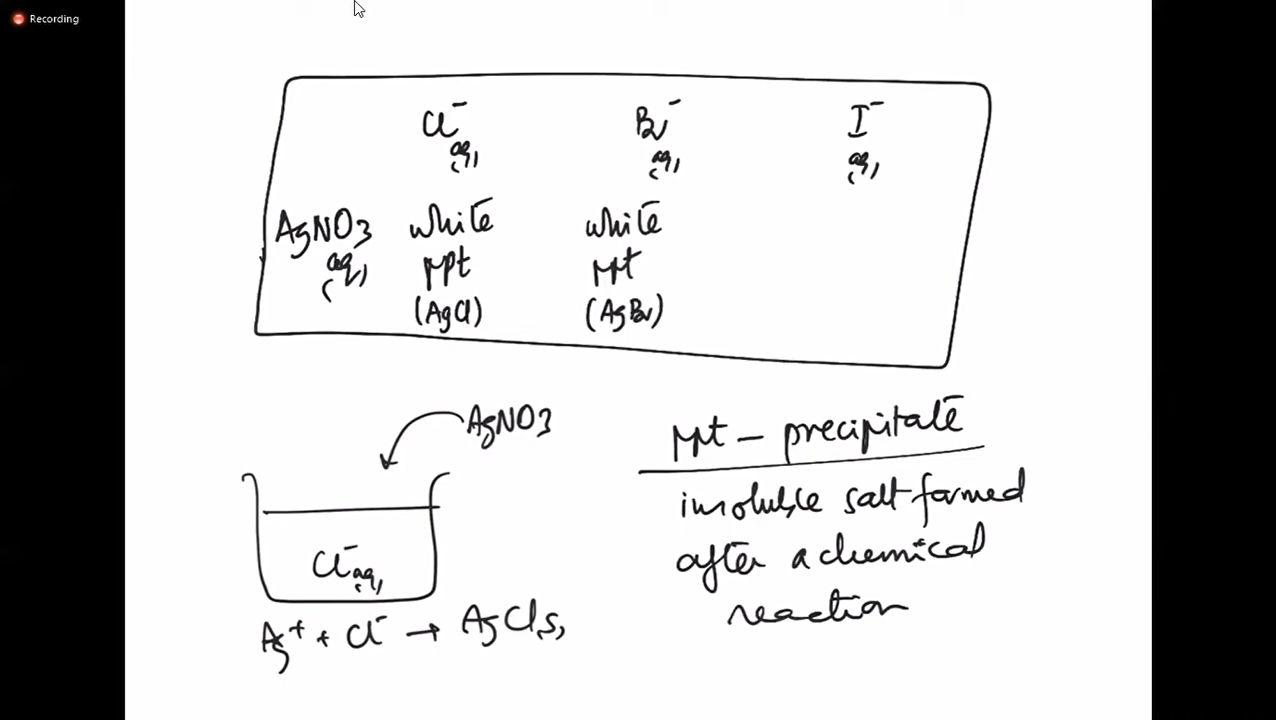 Recording
Cl⁻ (aq) Br⁻ (aq) I⁻ (aq)
AgNO3 (aq) white white
ppt ppt
(AgCl) (AgBr)
AgNO3
Cl⁻ (aq)
Ag⁺ + Cl⁻ → AgCl(s)
ppt – precipitate
insoluble salt formed
after a chemical
reaction